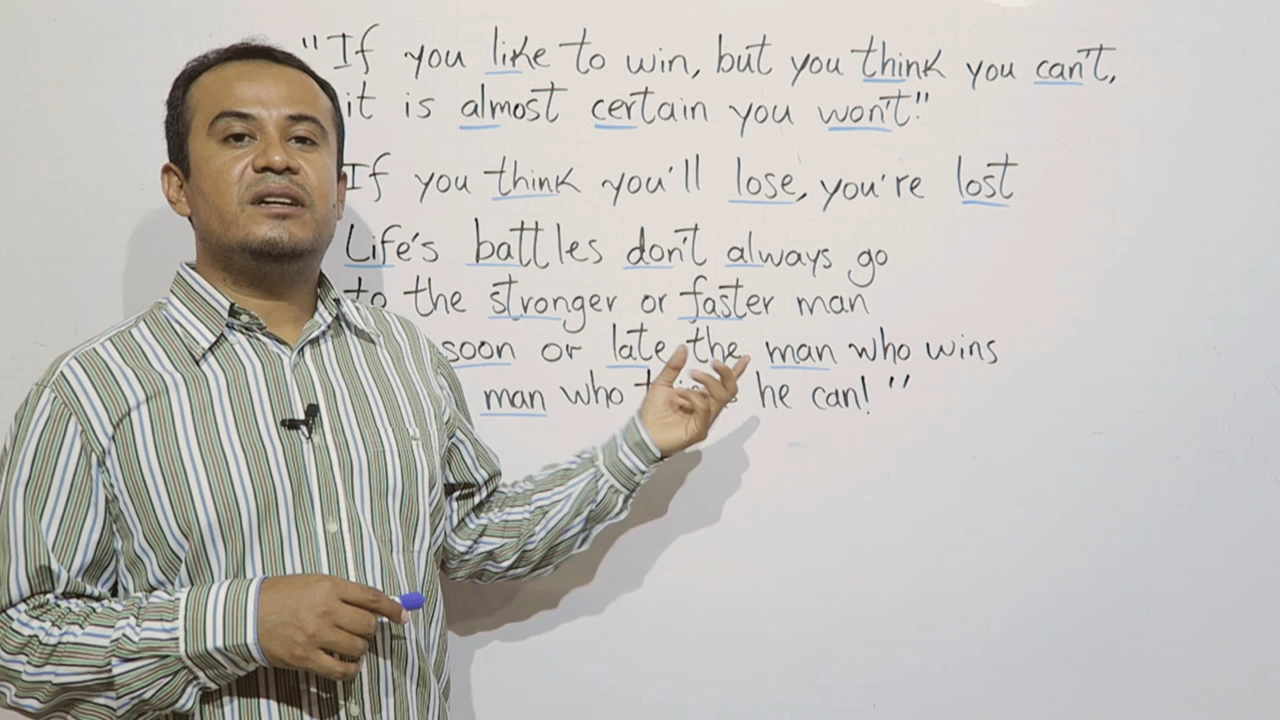 "If you like to win, but you think you can't,
it is almost certain you won't"
If you think you'll lose, you're lost
Life's battles don't always go
to the stronger or faster man
soon or late the man who wins
man who he can!"